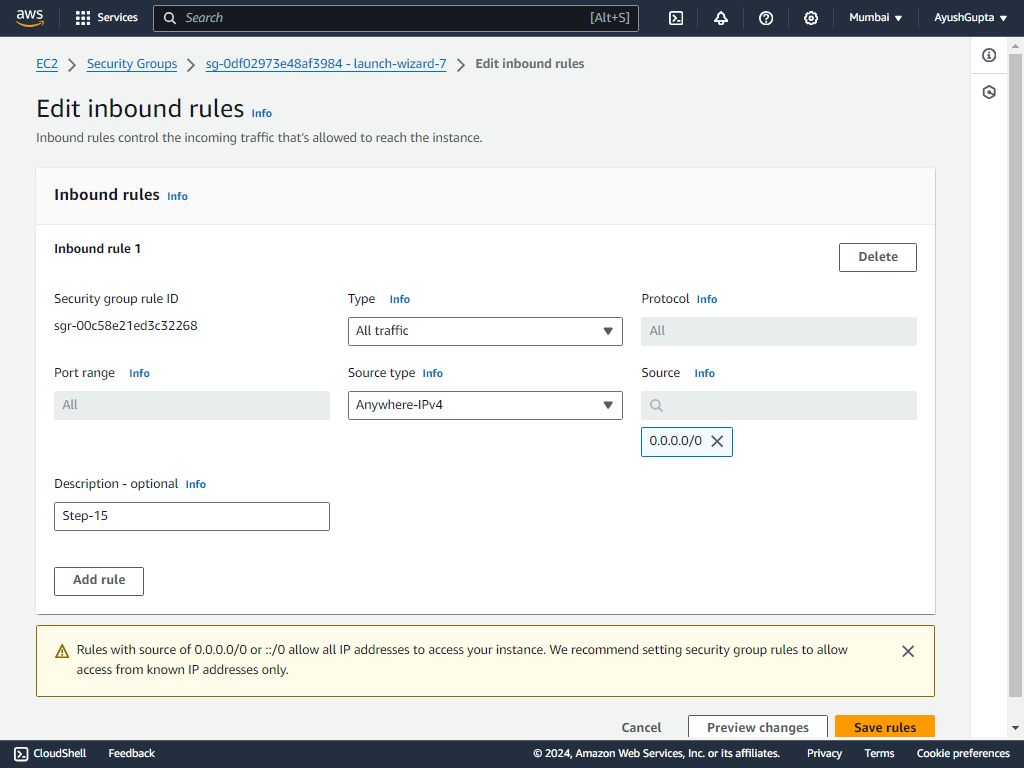 aws Services Search [Alt+S] Mumbai AyushGupta
EC2 Security Groups sg-0df02973e48af3984 - launch-wizard-7 Edit inbound rules
Edit inbound rules Info
Inbound rules control the incoming traffic that's allowed to reach the instance.
Inbound rules Info
Inbound rule 1
Delete
Security group rule ID Type Info Protocol Info
sgr-00c58e21ed3c32268 All traffic All
Port range Info Source type Info Source Info
All Anywhere-IPv4
0.0.0.0/0
Description - optional Info
Step-15
Add rule
Rules with source of 0.0.0.0/0 or ::/0 allow all IP addresses to access your instance. We recommend setting security group rules to allow
access from known IP addresses only.
Cancel Preview changes Save rules
CloudShell Feedback © 2024, Amazon Web Services, Inc. or its affiliates. Privacy Terms Cookie preferences